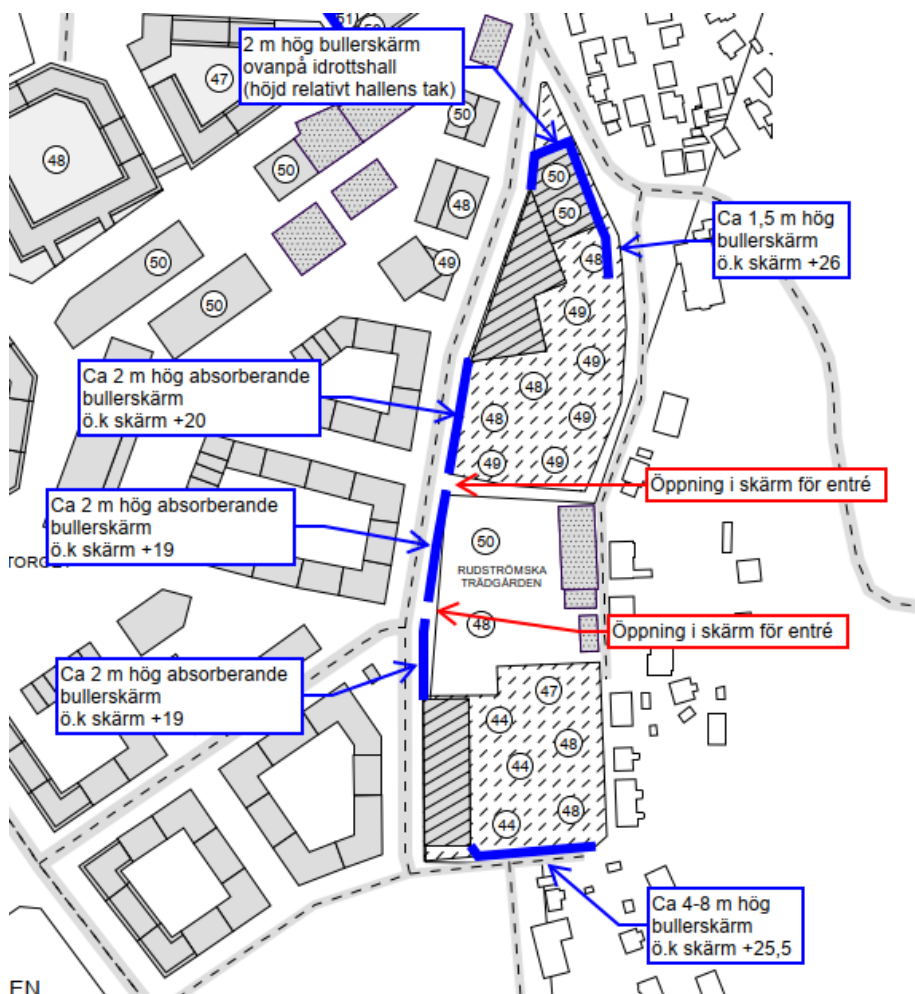 51
50
2 m hög bullerskärm
ovanpå idrottshall
(höjd relativt hallens tak)
47
48
50
50
50
50
48
Ca 1,5 m hög
bullerskärm
ö.k skärm +26
50
49
48
50
49
Ca 2 m hög absorberande
bullerskärm
ö.k skärm +20
49
48
48
49
49
49
Öppning i skärm för entré
Ca 2 m hög absorberande
bullerskärm
ö.k skärm +19
50
RUDSTRÖMSKA
TRÄDGÅRDEN
48
Öppning i skärm för entré
Ca 2 m hög absorberande
bullerskärm
ö.k skärm +19
47
44
48
44
48
44
Ca 4-8 m hög
bullerskärm
ö.k skärm +25,5
EN